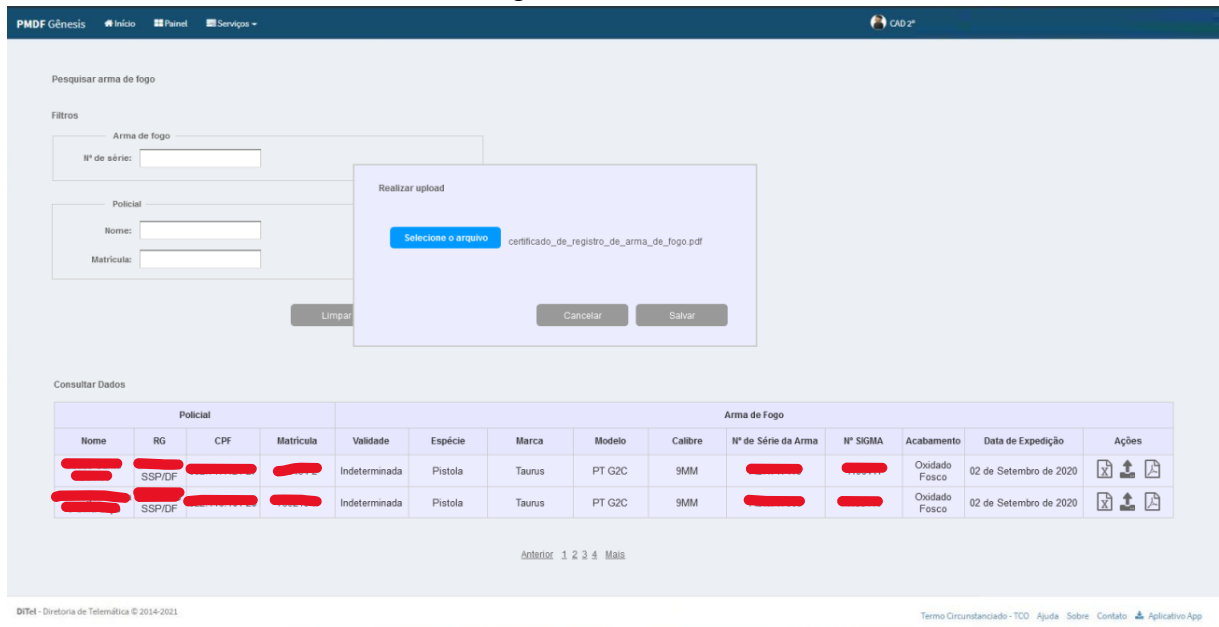 PMDF Gênesis Início Painel Serviços CAD 2º
Pesquisar arma de fogo
Filtros
Arma de fogo
Nº de série:
Policial
Nome:
Matrícula:
Limpar
Realizar upload
Selecione o arquivo certificado_de_registro_de_arma_de_fogo.pdf
Cancelar Salvar
Consultar Dados
Policial Arma de Fogo
Nome RG CPF Matrícula Validade Espécie Marca Modelo Calibre Nº de Série da Arma Nº SIGMA Acabamento Data de Expedição Ações
SSP/DF Indeterminada Pistola Taurus PT G2C 9MM Oxidado Fosco 02 de Setembro de 2020
SSP/DF Indeterminada Pistola Taurus PT G2C 9MM Oxidado Fosco 02 de Setembro de 2020
Anterior 1 2 3 4 Mais
DiTel - Diretoria de Telemática © 2014-2021 Termo Circunstanciado - TCO Ajuda Sobre Contato Aplicativo App